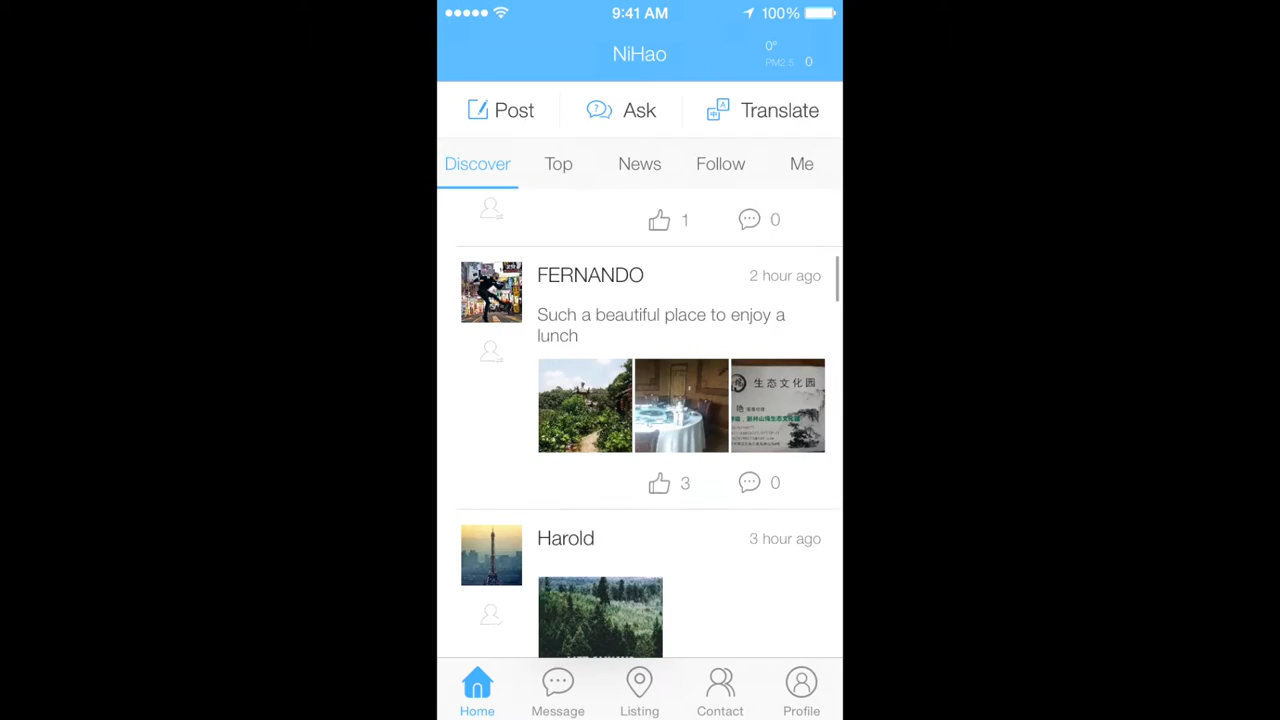 9:41 AM
100%
NiHao
0°
PM2.5 0
Post
Ask
Translate
Discover
Top
News
Follow
Me
1
0
FERNANDO
2 hour ago
Such a beautiful place to enjoy a
lunch
生态文化园
3
0
Harold
3 hour ago
Home
Message
Listing
Contact
Profile